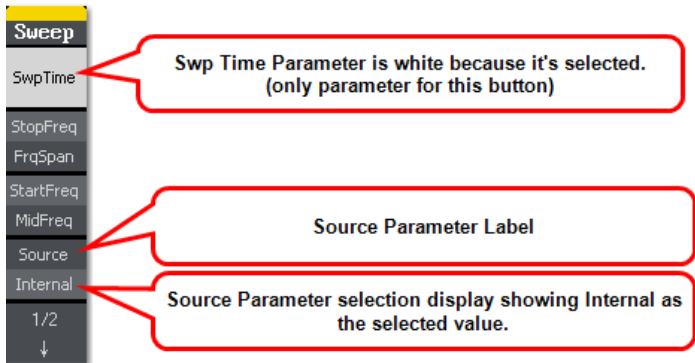 Sweep
SwpTime
StopFreq
FrqSpan
StartFreq
MidFreq
Source
Internal
1/2
↓
Swp Time Parameter is white because it's selected.
(only parameter for this button)
Source Parameter Label
Source Parameter selection display showing Internal as
the selected value.